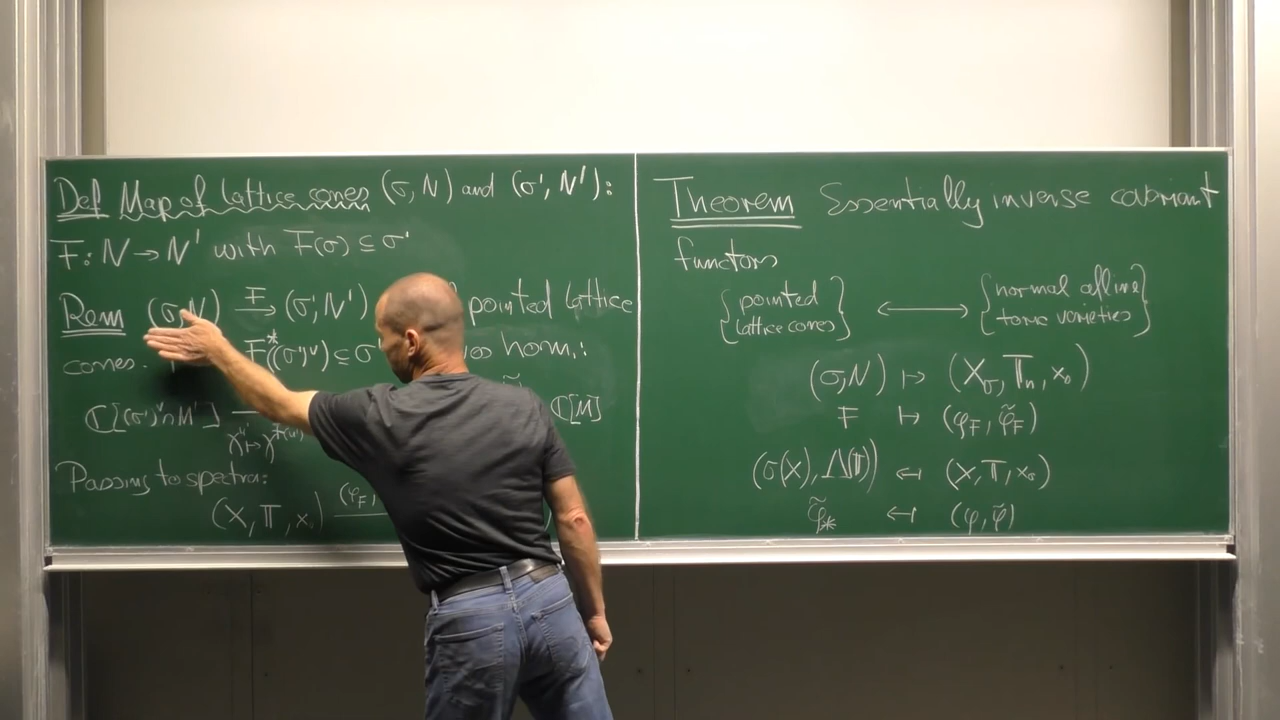 Def Map of lattice cones (σ, N) and (σ', N'):
F: N → N' with F(σ) ⊆ σ'
Rem (σ,N) F→ (σ', N') pointed lattice
cones. F*((σ')ᵛ) ⊆ σ hom.:
ℂ[(σ')ᵛ∩M'] ℂ[M]
Passing to spectra:
(X, 𝕋, x₀) (φ_F,
Theorem Essentially inverse covariant
functors
{pointed lattice cones} ⟷ {normal affine toric varieties}
(σ,N) ↦ (X_σ, 𝕋_N, x₀)
F ↦ (φ_F, φ̃_F)
(σ(X), Λ(𝕋)) ↤ (X, 𝕋, x₀)
φ̃_* ↤ (φ, φ̃)